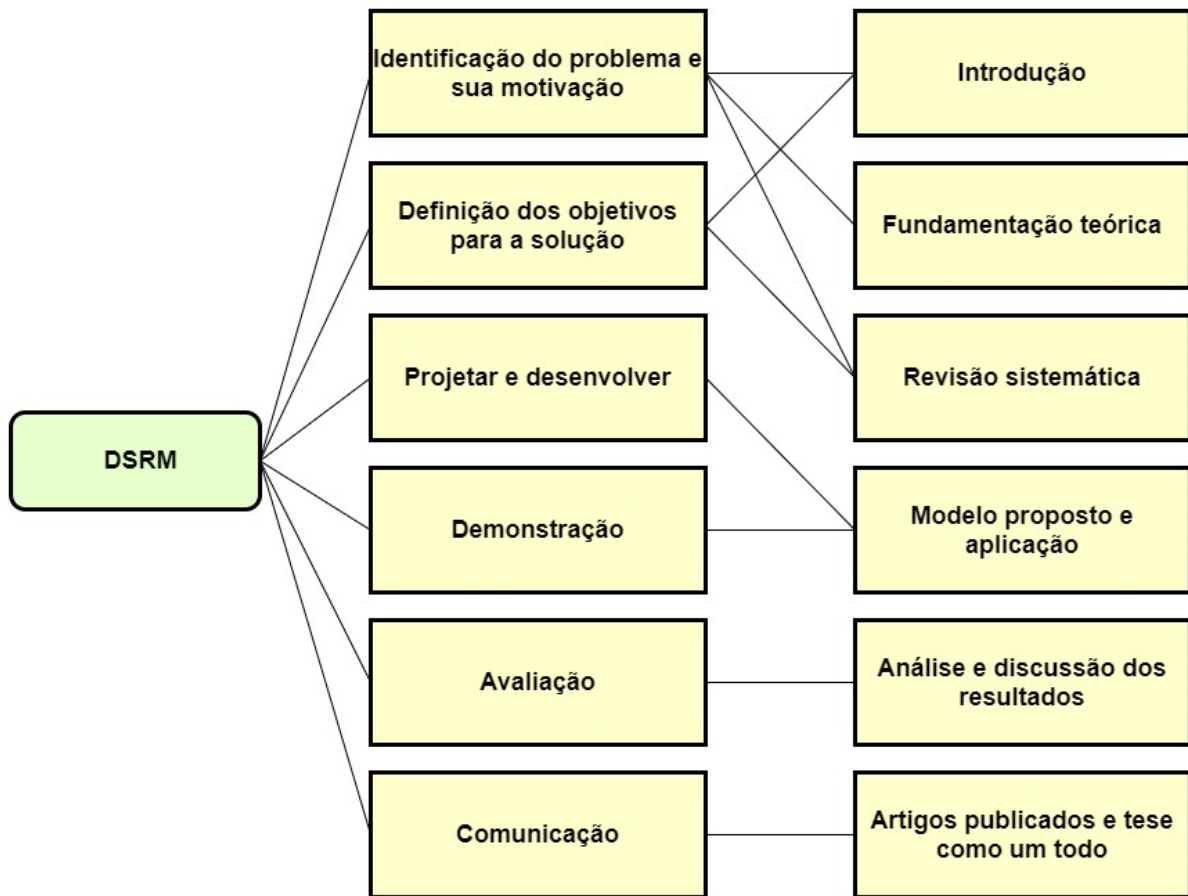 Identificação do problema e
sua motivação
Introdução
Definição dos objetivos
para a solução
Fundamentação teórica
Projetar e desenvolver
Revisão sistemática
DSRM
Demonstração
Modelo proposto e
aplicação
Avaliação
Análise e discussão dos
resultados
Comunicação
Artigos publicados e tese
como um todo